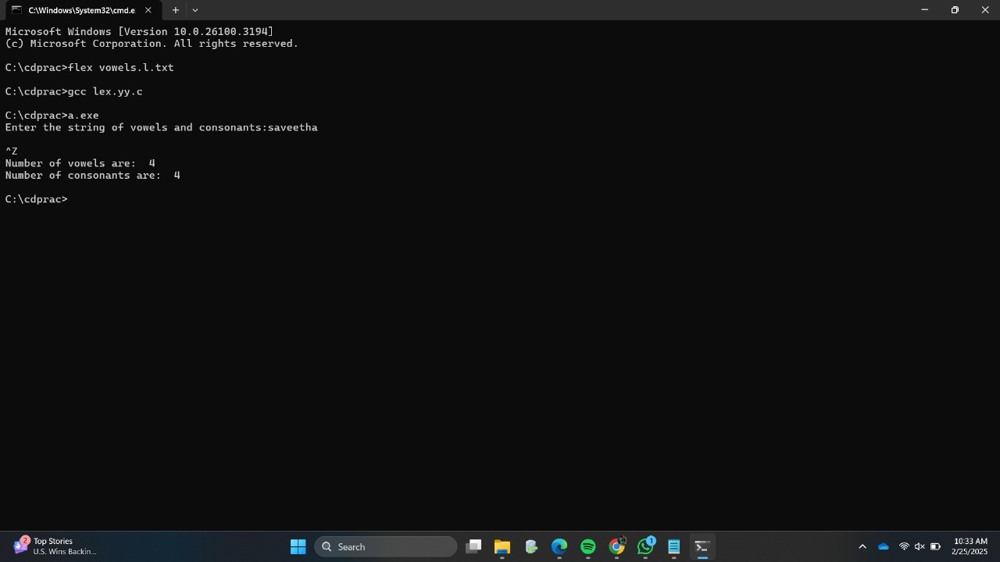 C:\Windows\System32\cmd.e
Microsoft Windows [Version 10.0.26100.3194]
(c) Microsoft Corporation. All rights reserved.
C:\cdprac>flex vowels.l.txt
C:\cdprac>gcc lex.yy.c
C:\cdprac>a.exe
Enter the string of vowels and consonants:saveetha
^Z
Number of vowels are:  4
Number of consonants are:  4
C:\cdprac>
2
Top Stories
U.S. Wins Backin...
Search
1
10:33 AM
2/25/2025